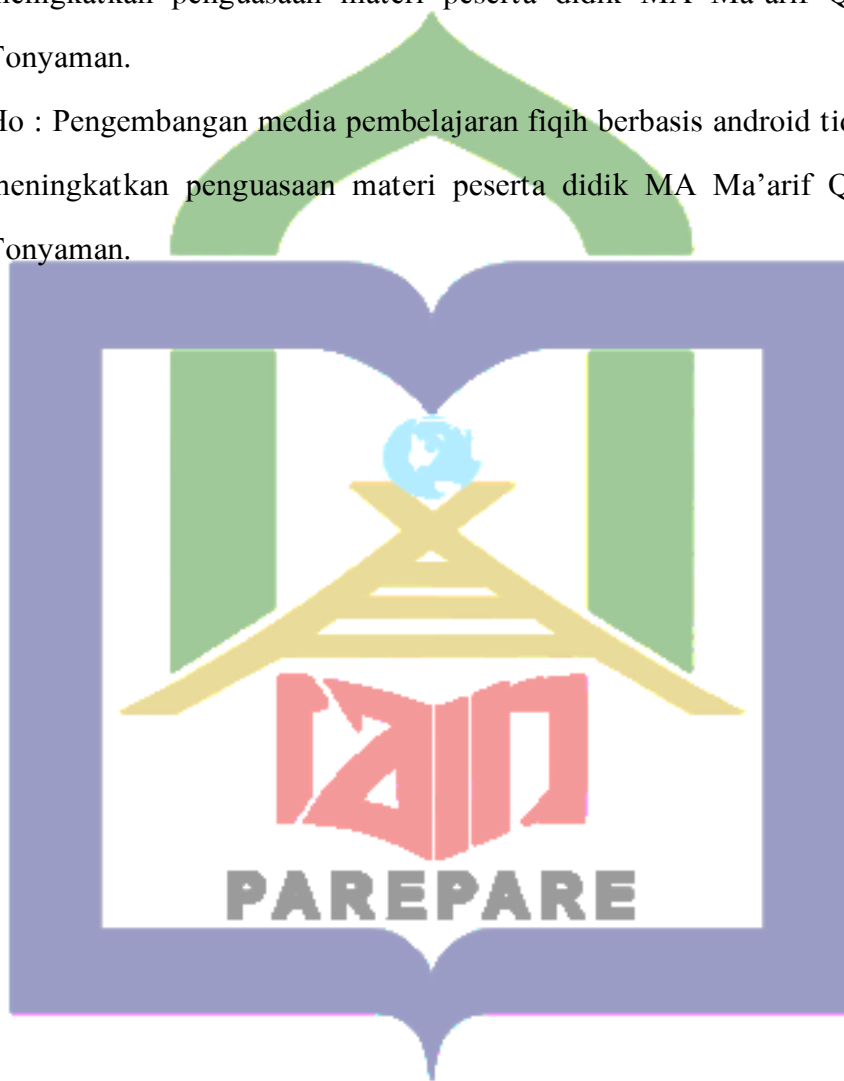 meningkatkan penguasaan materi peserta didik MA Ma'arif
Tonyaman.
Ho : Pengembangan media pembelajaran fiqih berbasis android
meningkatkan penguasaan materi peserta didik MA Ma’arif
Tonyaman.
iain
PAREPARE